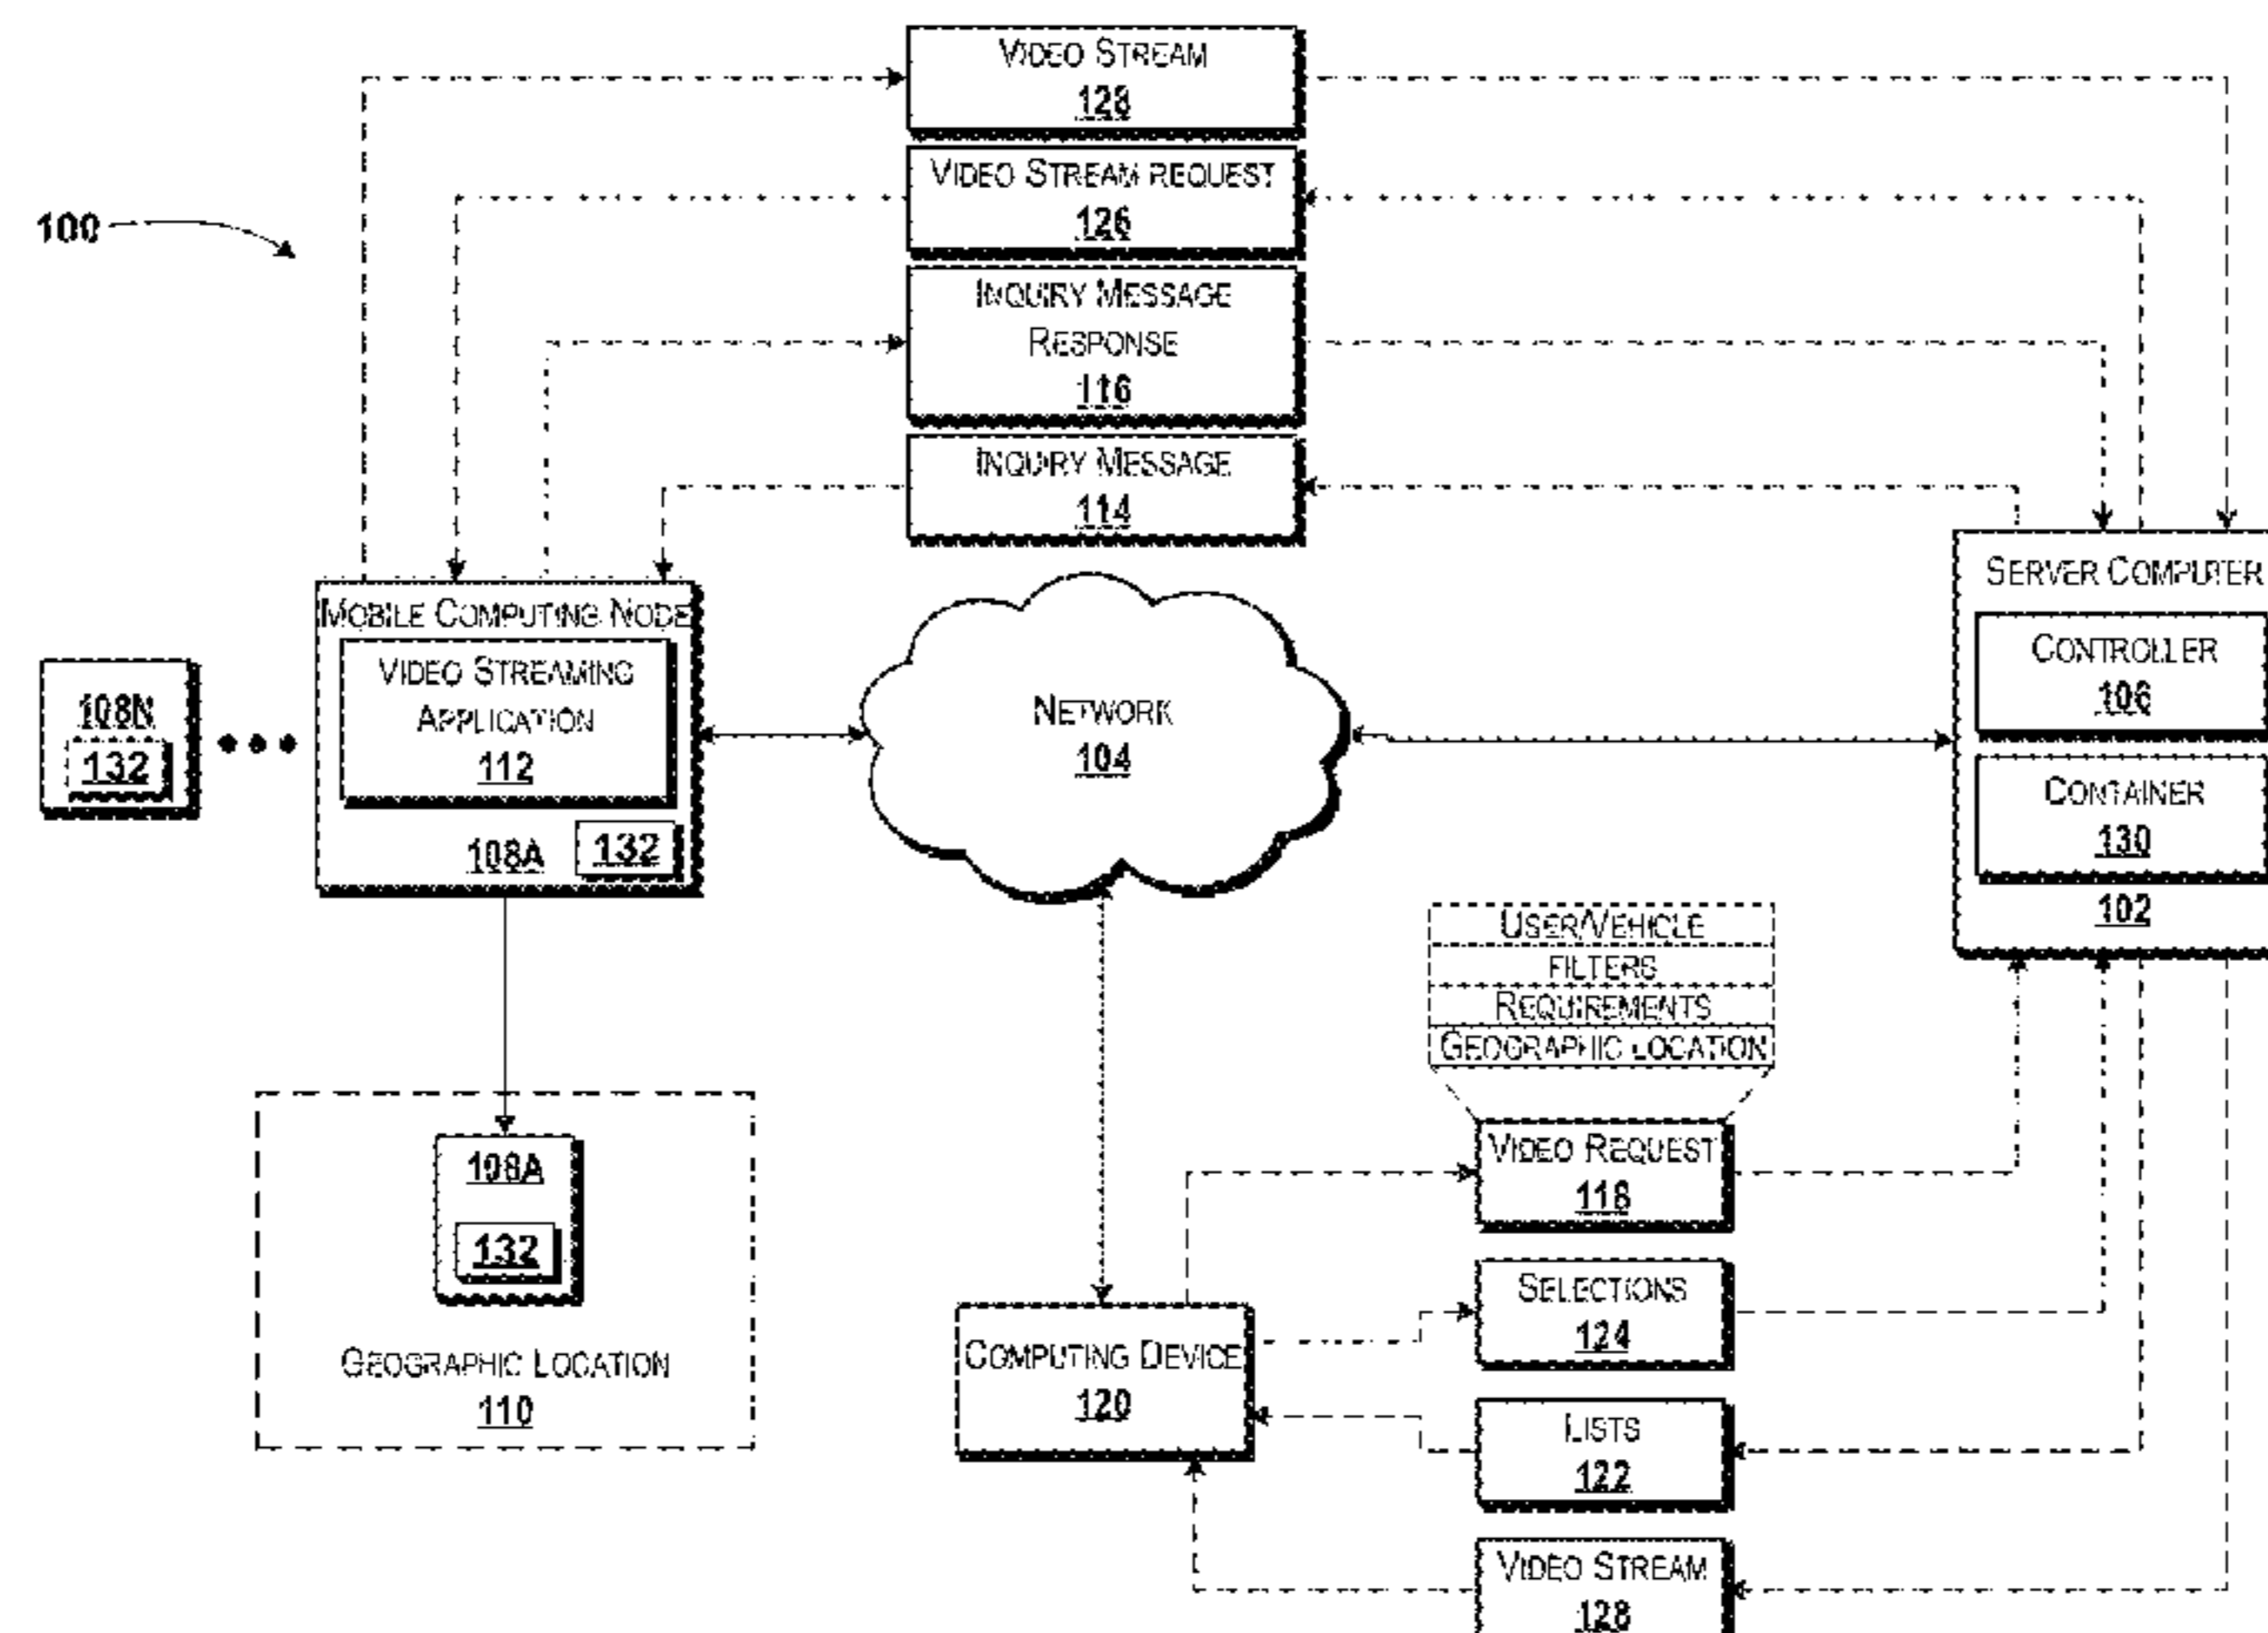 VIDEO STREAM
128
VIDEO STREAM REQUEST
126
100
INQUIRY MESSAGE
RESPONSE
116
INQUIRY MESSAGE
114
MOBILE COMPUTING NODE
VIDEO STREAMING
APPLICATION
112
108A
132
108N
132
NETWORK
104
SERVER COMPUTER
CONTROLLER
106
CONTAINER
130
102
USER/VEHICLE
FILTERS
REQUIREMENTS
GEOGRAPHIC LOCATION
VIDEO REQUEST
118
108A
132
GEOGRAPHIC LOCATION
110
COMPUTING DEVICE
120
SELECTIONS
124
LISTS
122
VIDEO STREAM
128